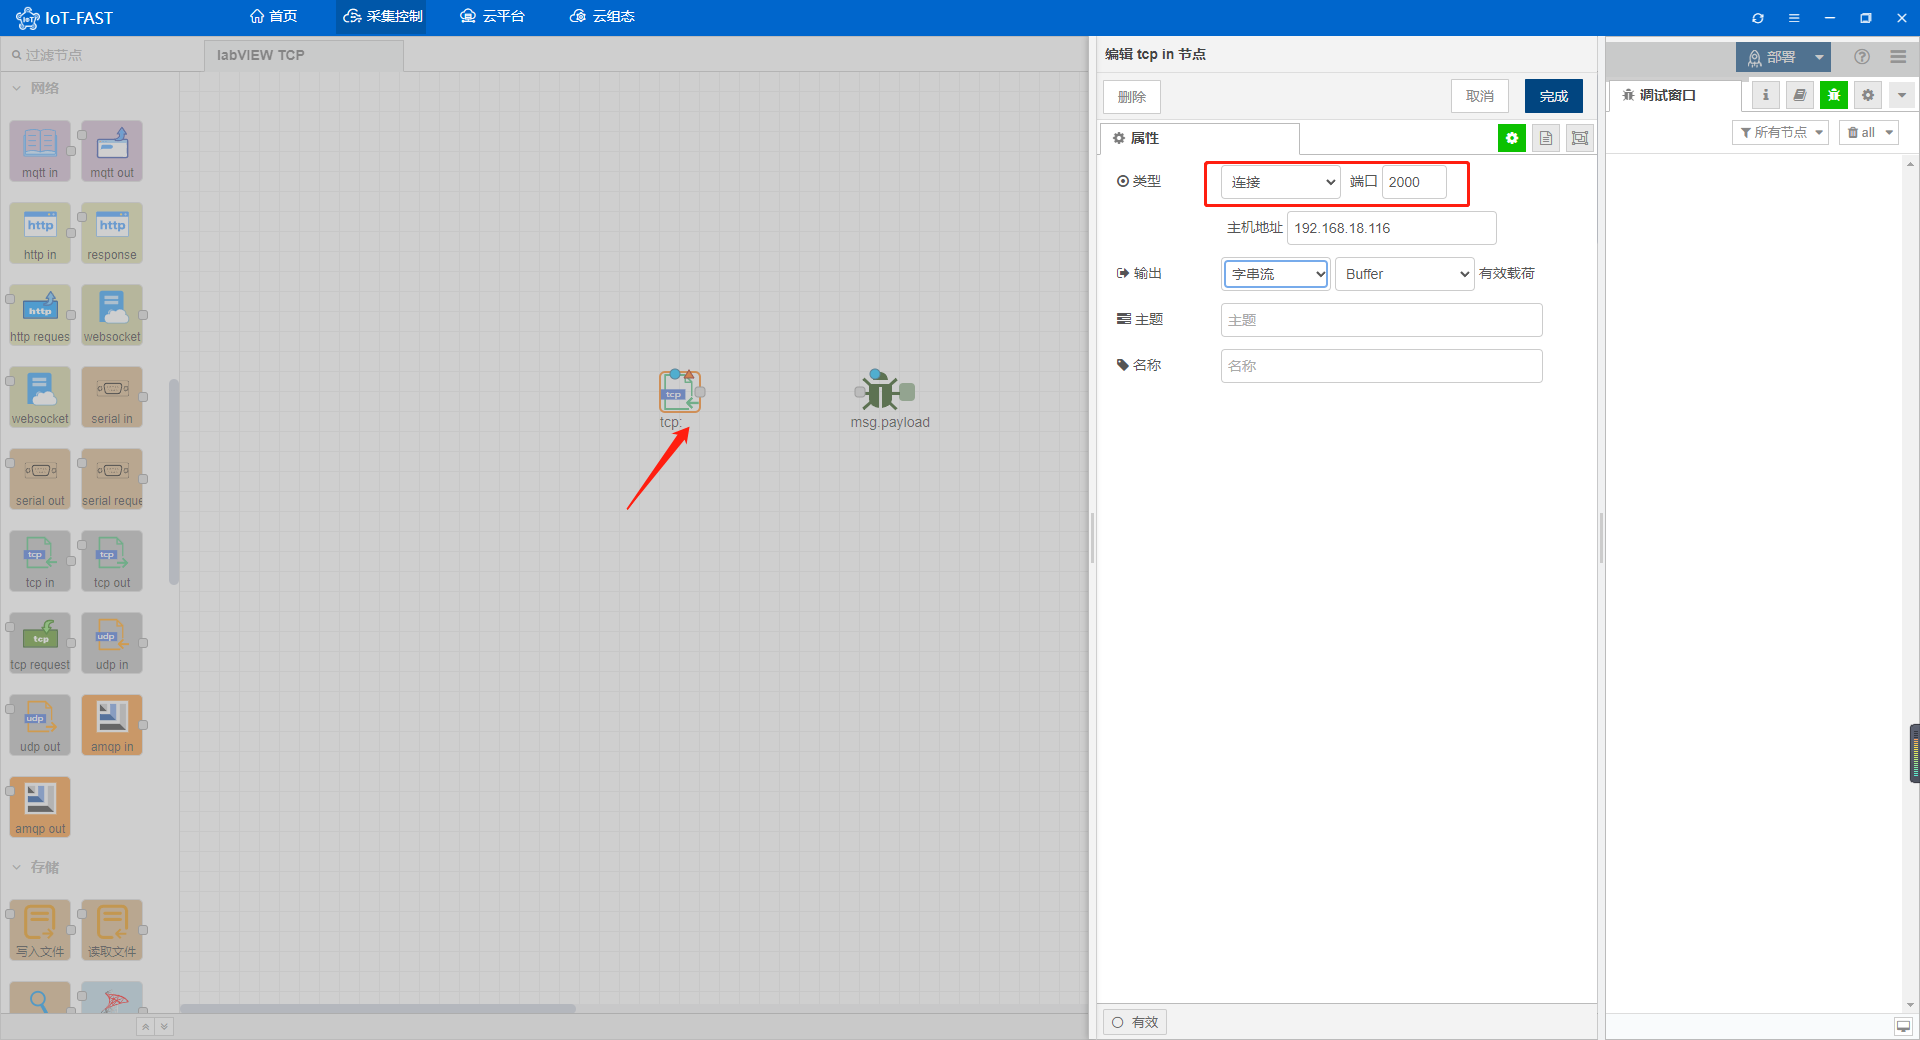 IoT-FAST
首页
采集控制
云平台
云组态
过滤节点
labVIEW TCP
编辑 tcp in 节点
部署
网络
删除
取消
完成
调试窗口
属性
所有节点
all
mqtt in
mqtt out
类型
连接
端口
2000
主机地址
192.168.18.116
http
http
http in
response
输出
字串流
Buffer
有效载荷
http
http reques
websocket
主题
主题
名称
名称
websocket
serial in
tcp
tcp:
msg.payload
serial out
serial reque
tcp
tcp
tcp in
tcp out
tcp
udp
tcp request
udp in
udp
udp out
amqp in
amqp out
存储
写入文件
读取文件
有效